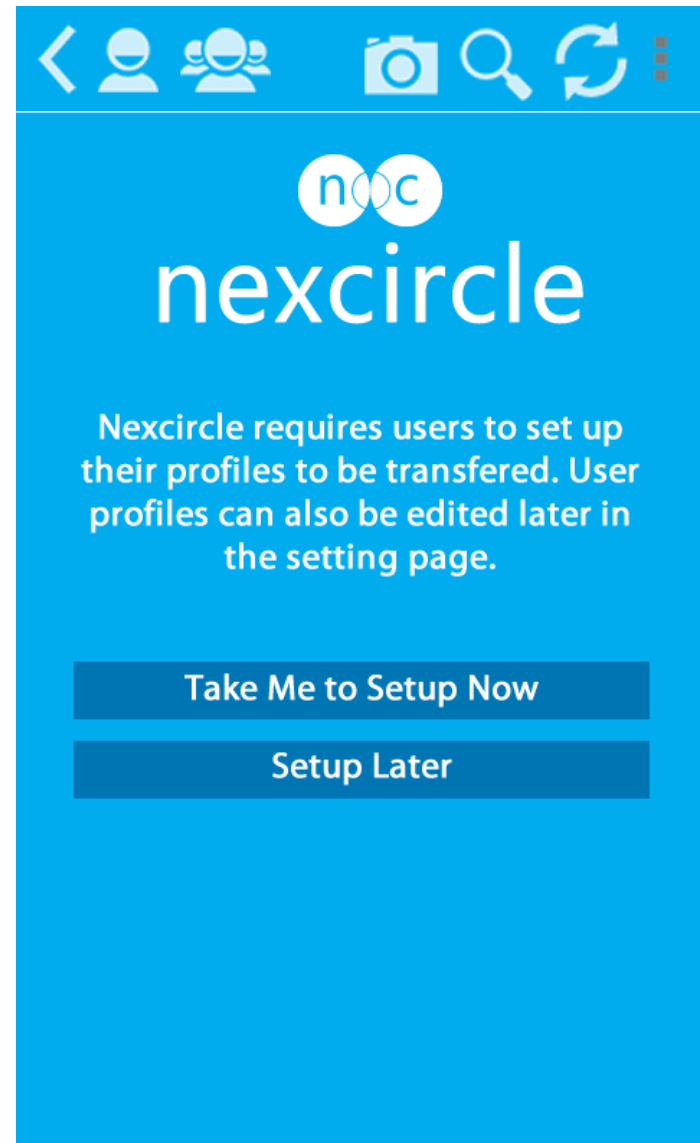 nc
nexcircle
Nexcircle requires users to set up
their profiles to be transfered. User
profiles can also be edited later in
the setting page.
Take Me to Setup Now
Setup Later